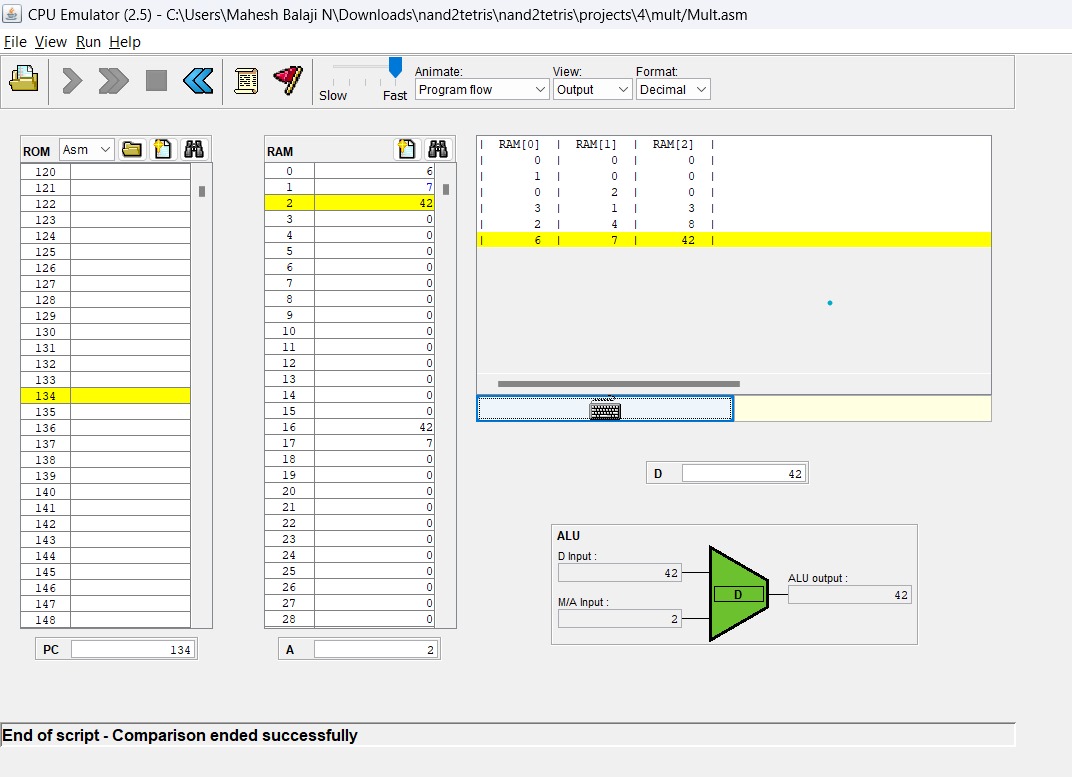 CPU Emulator (2.5) - C:\Users\Mahesh Balaji N\Downloads\nand2tetris\nand2tetris\projects\4\mult/Mult.asm
File View Run Help
Slow Fast
Animate:
Program flow
View:
Output
Format:
Decimal
ROM Asm
120
121
122
123
124
125
126
127
128
129
130
131
132
133
134
135
136
137
138
139
140
141
142
143
144
145
146
147
148
PC 134
RAM
0 6
1 7
2 42
3 0
4 0
5 0
6 0
7 0
8 0
9 0
10 0
11 0
12 0
13 0
14 0
15 0
16 42
17 7
18 0
19 0
20 0
21 0
22 0
23 0
24 0
25 0
26 0
27 0
28 0
A 2
| RAM[0] | RAM[1] | RAM[2] |
| 0 | 0 | 0 |
| 1 | 0 | 0 |
| 0 | 2 | 0 |
| 3 | 1 | 3 |
| 2 | 4 | 8 |
| 6 | 7 | 42 |
D 42
ALU
D Input :
42
M/A Input :
2
D
ALU output :
42
End of script - Comparison ended successfully